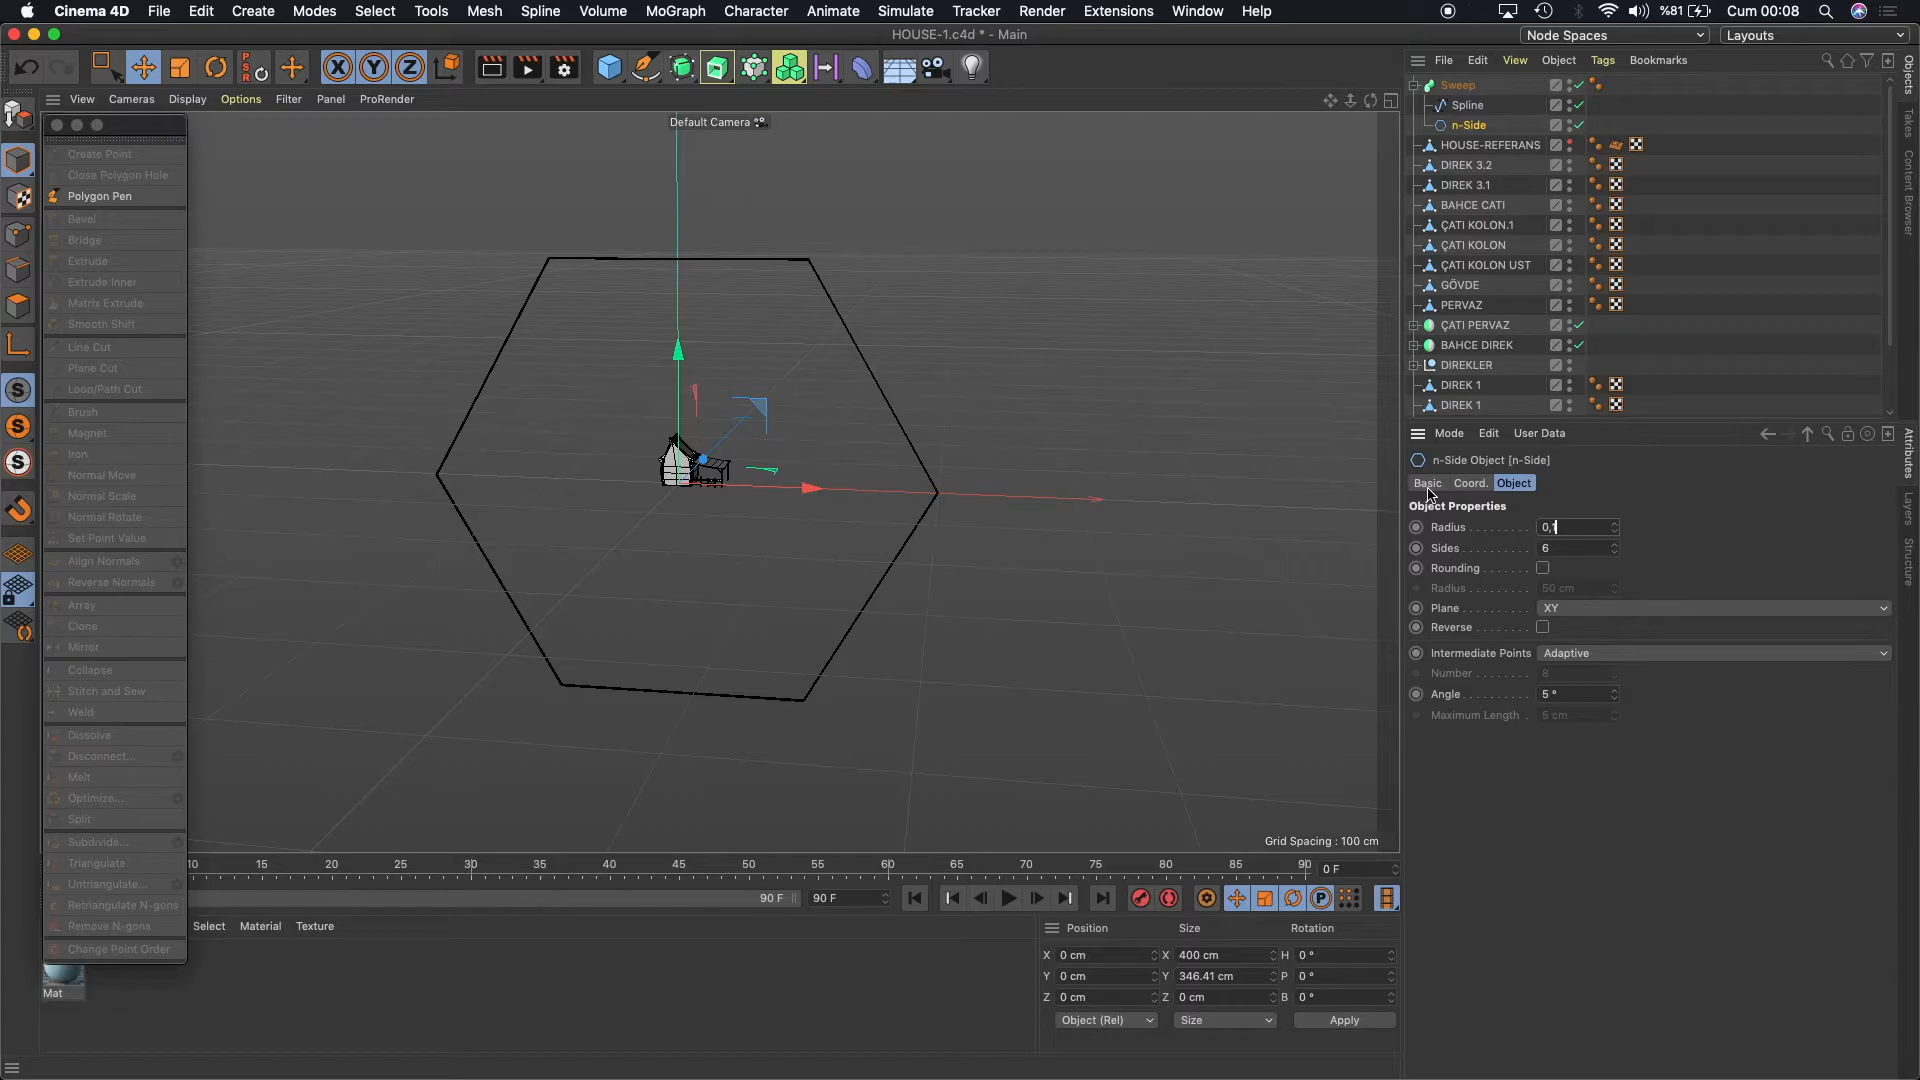 Cinema 4D File Edit Create Modes Select Tools Mesh Spline Volume MoGraph Character Animate Simulate Tracker Render Extensions Window Help %81 Cum 00:08
HOUSE-1.c4d * - Main
Node Spaces Layouts
View Cameras Display Options Filter Panel ProRender
Default Camera
Create Point
Close Polygon Hole
Polygon Pen
Bevel
Bridge
Extrude
Extrude Inner
Matrix Extrude
Smooth Shift
Line Cut
Plane Cut
Loop/Path Cut
Brush
Magnet
Iron
Normal Move
Normal Scale
Normal Rotate
Set Point Value
Align Normals
Reverse Normals
Array
Clone
Mirror
Collapse
Stitch and Sew
Weld
Dissolve
Disconnect...
Melt
Optimize...
Split
Subdivide...
Triangulate
Untriangulate...
Retriangulate N-gons
Remove N-gons
Change Point Order
Grid Spacing : 100 cm
10 15 20 25 30 35 40 45 50 55 60 65 70 75 80 85 90 0 F
90 F 90 F
Select Material Texture
Mat
Position Size Rotation
X 0 cm X 400 cm H 0 °
Y 0 cm Y 346.41 cm P 0 °
Z 0 cm Z 0 cm B 0 °
Object (Rel) Size Apply
File Edit View Object Tags Bookmarks
Sweep
Spline
n-Side
HOUSE-REFERANS
DIREK 3.2
DIREK 3.1
BAHCE CATI
ÇATI KOLON.1
ÇATI KOLON
ÇATI KOLON UST
GÖVDE
PERVAZ
ÇATI PERVAZ
BAHCE DIREK
DIREKLER
DIREK 1
DIREK 1
Mode Edit User Data
n-Side Object [n-Side]
Basic Coord. Object
Object Properties
Radius 0,1
Sides 6
Rounding
Radius 50 cm
Plane XY
Reverse
Intermediate Points Adaptive
Number 8
Angle 5 °
Maximum Length 5 cm
Objects
Takes
Content Browser
Attributes
Layers
Structure